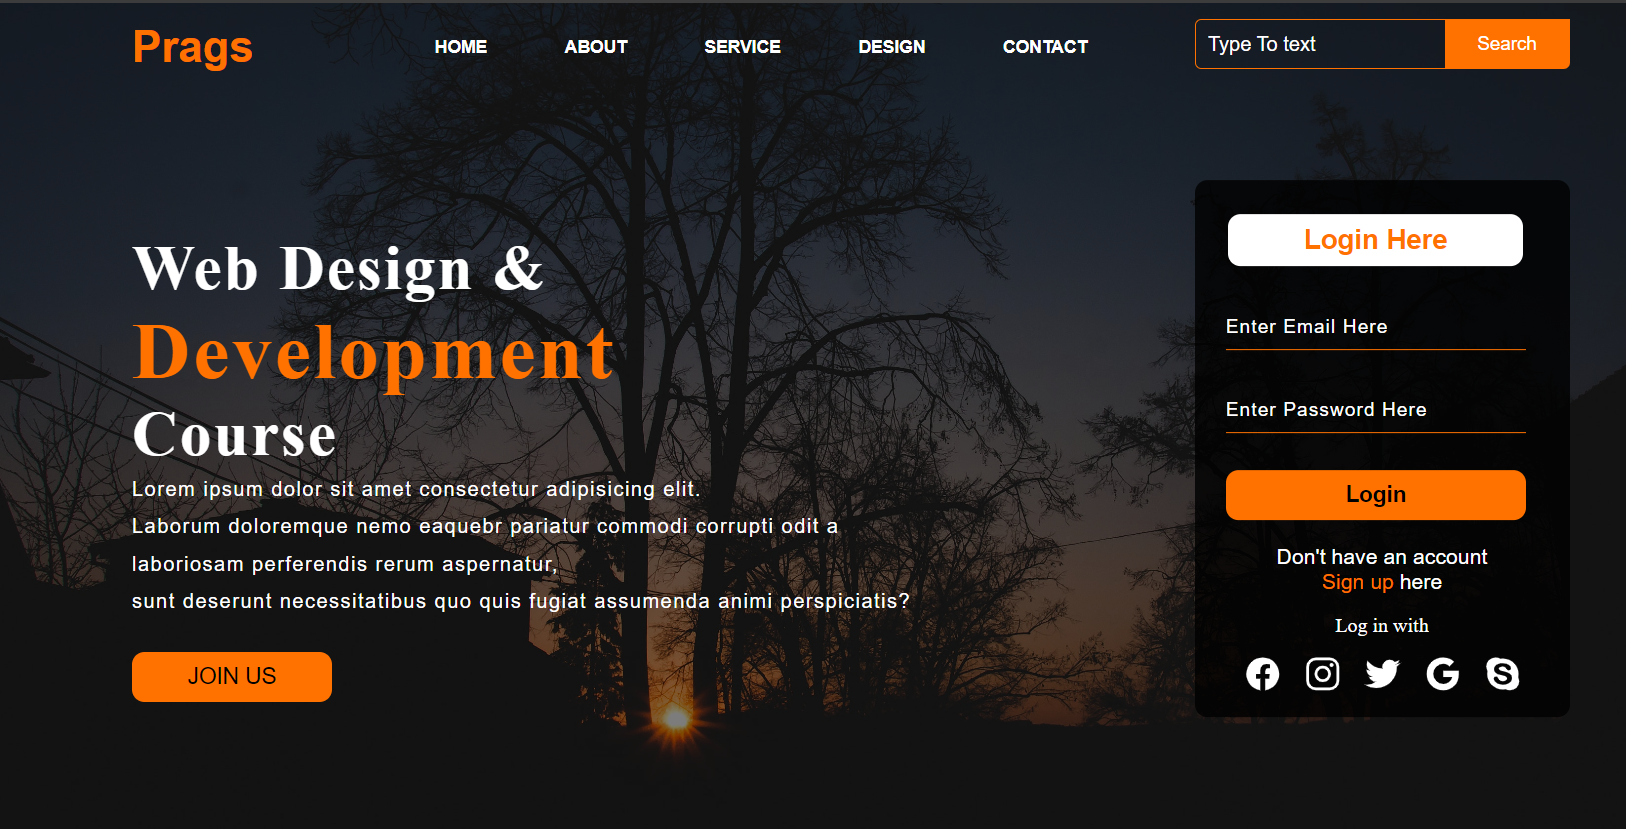 Prags
HOME
ABOUT
SERVICE
DESIGN
CONTACT
Type To text
Search
Web Design &
Development
Course
Lorem ipsum dolor sit amet consectetur adipisicing elit.
Laborum doloremque nemo eaquebr pariatur commodi corrupti odit a
laboriosam perferendis rerum aspernatur,
sunt deserunt necessitatibus quo quis fugiat assumenda animi perspiciatis?
JOIN US
Login Here
Enter Email Here
Enter Password Here
Login
Don't have an account
Sign up here
Log in with